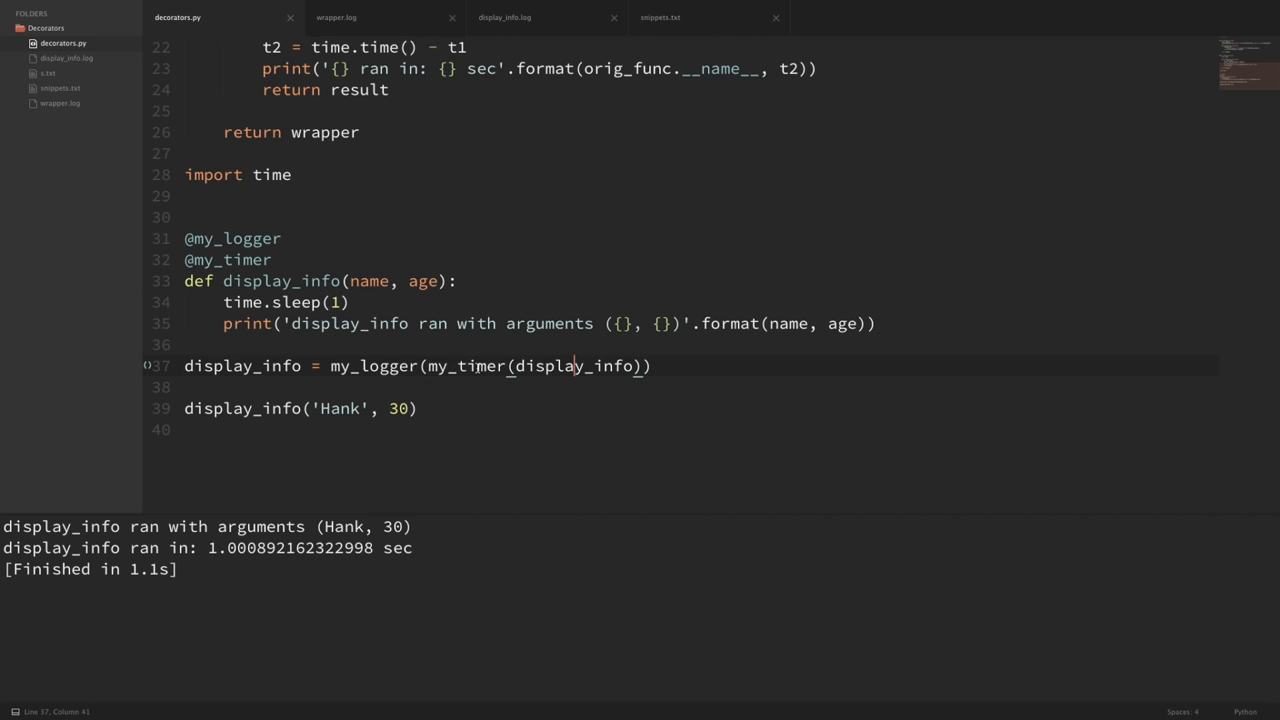 FOLDERS
Decorators
decorators.py
display_info.log
s.txt
snippets.txt
wrapper.log
decorators.py
wrapper.log
display_info.log
snippets.txt
22 t2 = time.time() - t1
23 print('{} ran in: {} sec'.format(orig_func.__name__, t2))
24 return result
25
26 return wrapper
27
28 import time
29
30
31 @my_logger
32 @my_timer
33 def display_info(name, age):
34 time.sleep(1)
35 print('display_info ran with arguments ({}, {})'.format(name, age))
36
37 display_info = my_logger(my_timer(display_info))
38
39 display_info('Hank', 30)
40
display_info ran with arguments (Hank, 30)
display_info ran in: 1.000892162322998 sec
[Finished in 1.1s]
Line 37, Column 41
Spaces: 4
Python